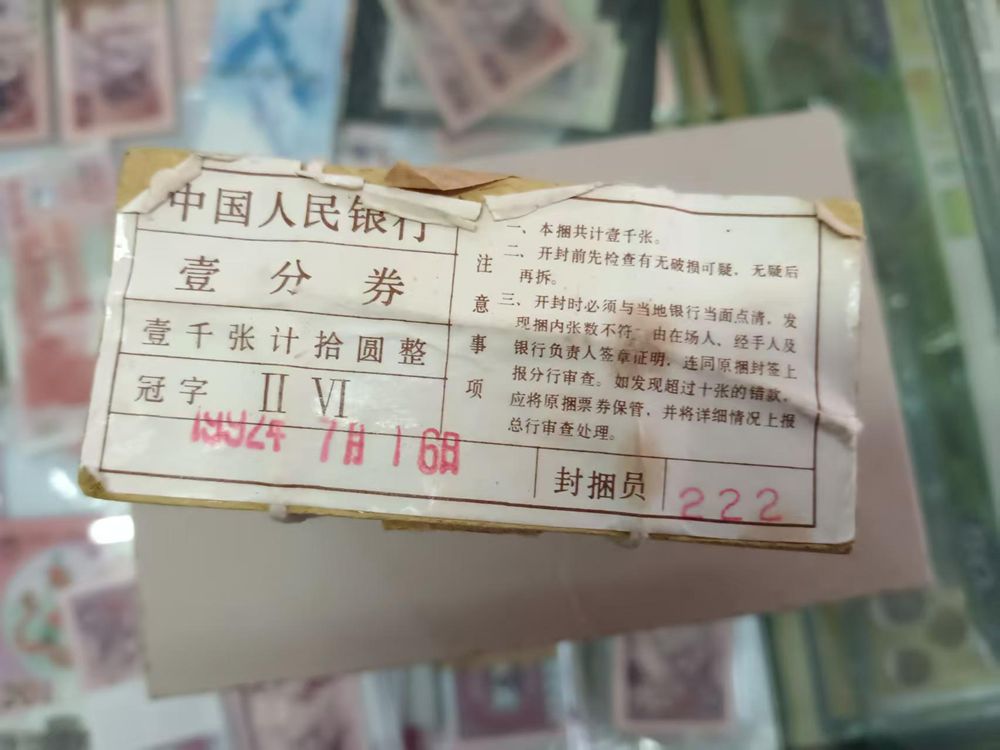 中国人民银行
壹分券
壹千张计拾圆整
冠字 II VI
1992年 7月 16日
注意事项
一、本捆共计壹千张。
二、开封前先检查有无破损可疑，无疑后
再拆。
三、开封时必须与当地银行当面点清，发
现捆内张数不符，由在场人、经手人及
银行负责人签章证明，连同原捆封签上
报分行审查。如发现超过十张的错款，
应将原捆票券保管，并将详细情况上报
总行审查处理。
封捆员 222